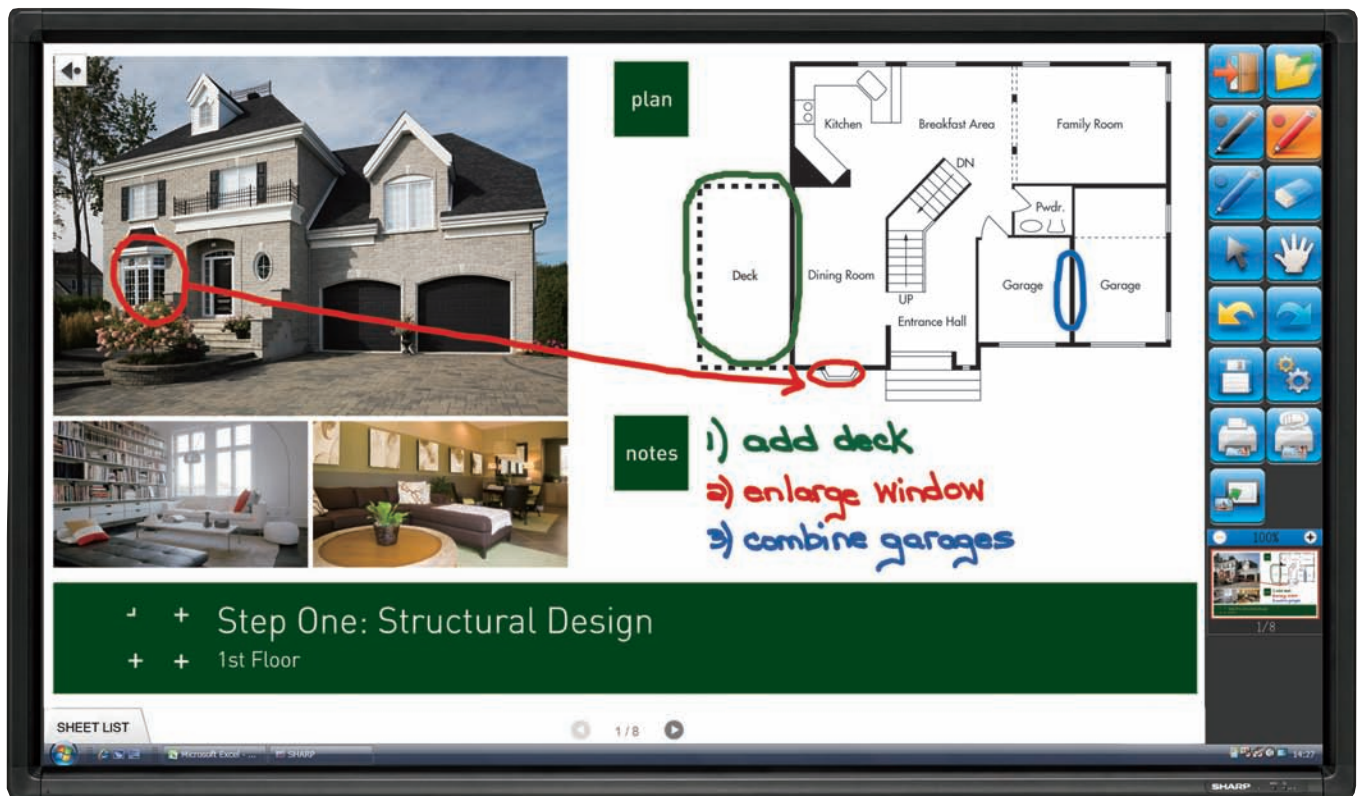 plan
Kitchen
Breakfast Area
Family Room
DN
Pwdr.
Deck
Dining Room
Garage
Garage
UP
Entrance Hall
notes
1) add deck
2) enlarge window
3) combine garages
Step One: Structural Design
1st Floor
SHEET LIST
1/8
100%
1/8
Microsoft Excel - ...
SHARP
14:27
SHARP